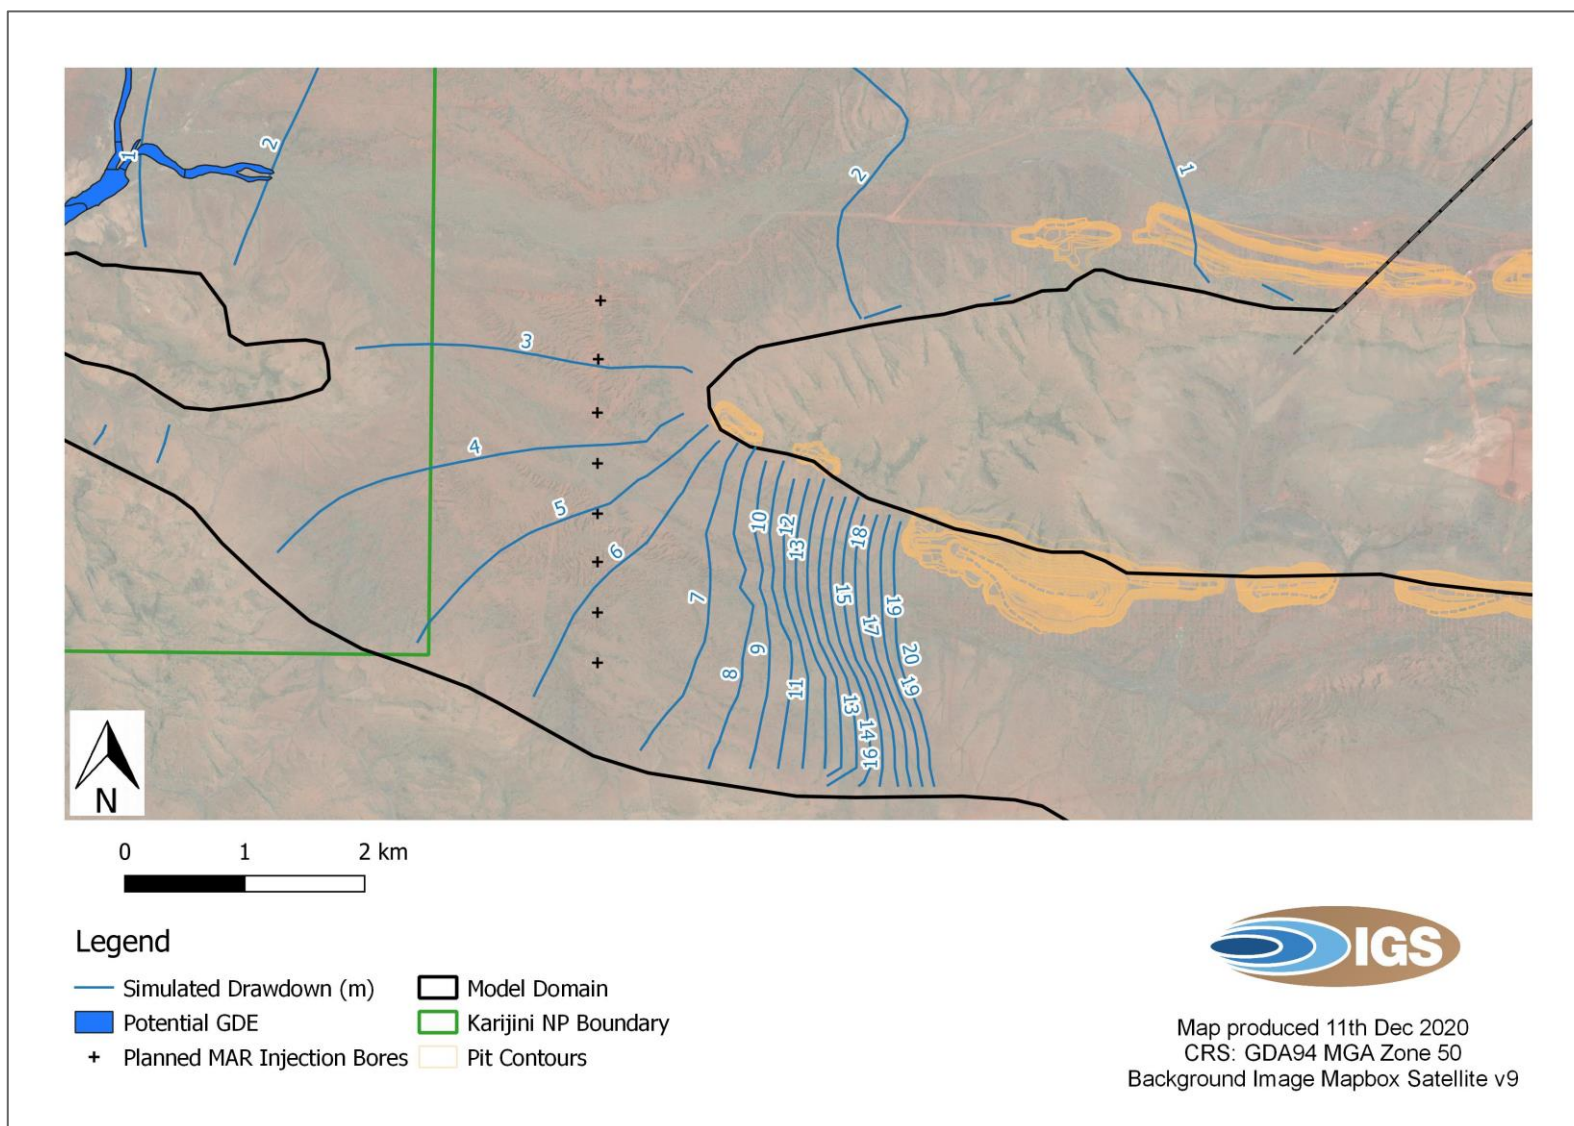 1
2
2
1
3
4
5
6
7
8
9
10
11
12
13
13
14
15
16
17
18
19
20
19
N
0 1 2 km
Legend
Simulated Drawdown (m)
Model Domain
Potential GDE
Karijini NP Boundary
+ Planned MAR Injection Bores
Pit Contours
IGS
Map produced 11th Dec 2020
CRS: GDA94 MGA Zone 50
Background Image Mapbox Satellite v9